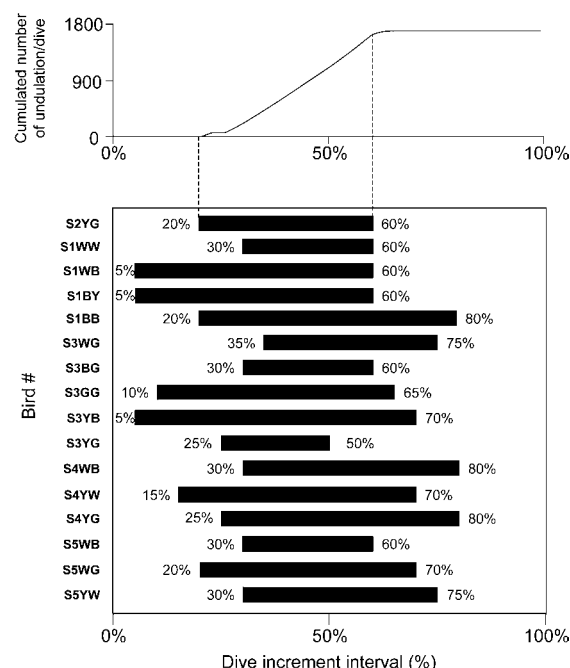 Cumulated number
of undulation/dive
1800
900
0
0% 50% 100%
Bird #
S2YG 20% 60%
S1WW 30% 60%
S1WB 5% 60%
S1BY 5% 60%
S1BB 20% 80%
S3WG 35% 75%
S3BG 30% 60%
S3GG 10% 65%
S3YB 5% 70%
S3YG 25% 50%
S4WB 30% 80%
S4YW 15% 70%
S4YG 25% 80%
S5WB 30% 60%
S5WG 20% 70%
S5YW 30% 75%
0% 50% 100%
Dive increment interval (%)